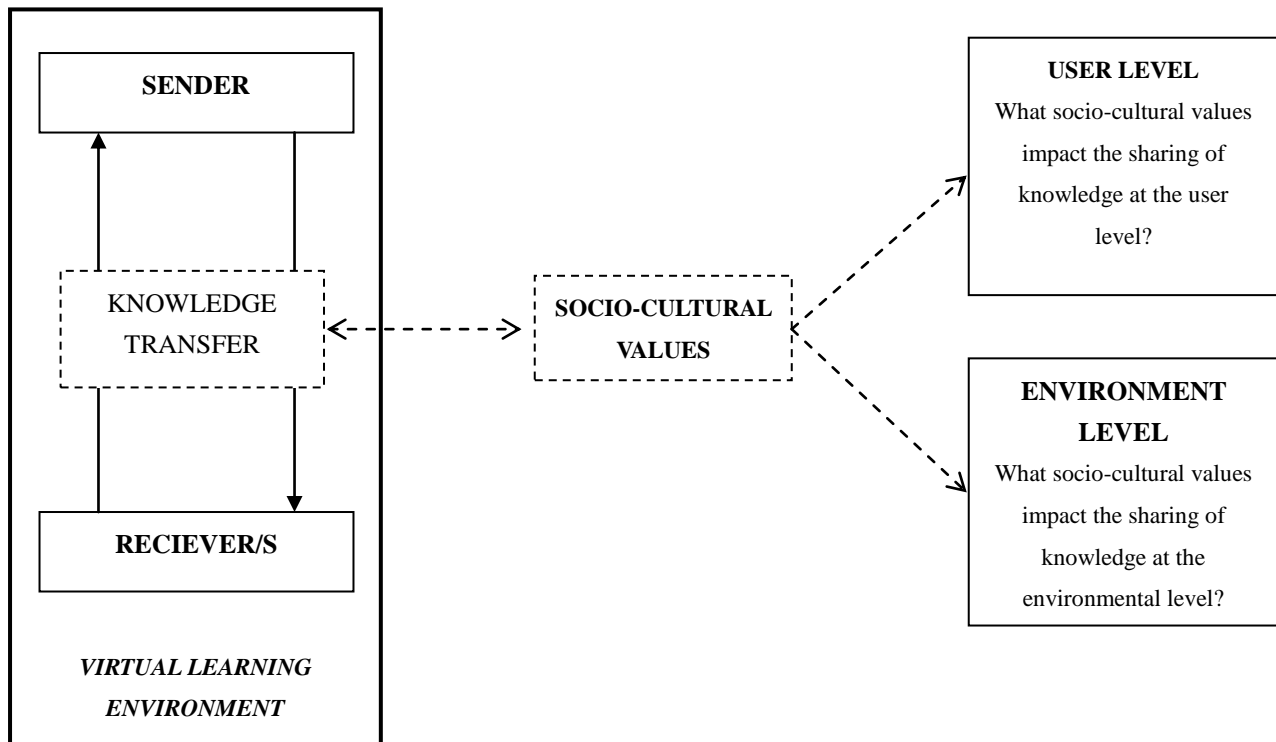 SENDER
KNOWLEDGE
TRANSFER
RECIEVER/S
VIRTUAL LEARNING
ENVIRONMENT
SOCIO-CULTURAL
VALUES
USER LEVEL
What socio-cultural values
impact the sharing of
knowledge at the user
level?
ENVIRONMENT
LEVEL
What socio-cultural values
impact the sharing of
knowledge at the
environmental level?